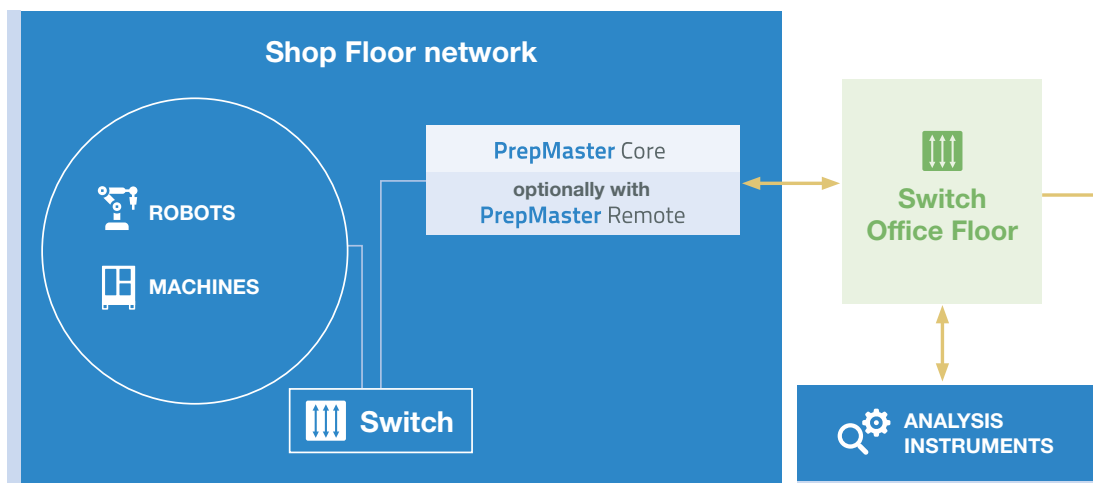 Shop Floor network
ROBOTS
MACHINES
PrepMaster Core
optionally with
PrepMaster Remote
Switch
Switch
Office Floor
ANALYSIS
INSTRUMENTS